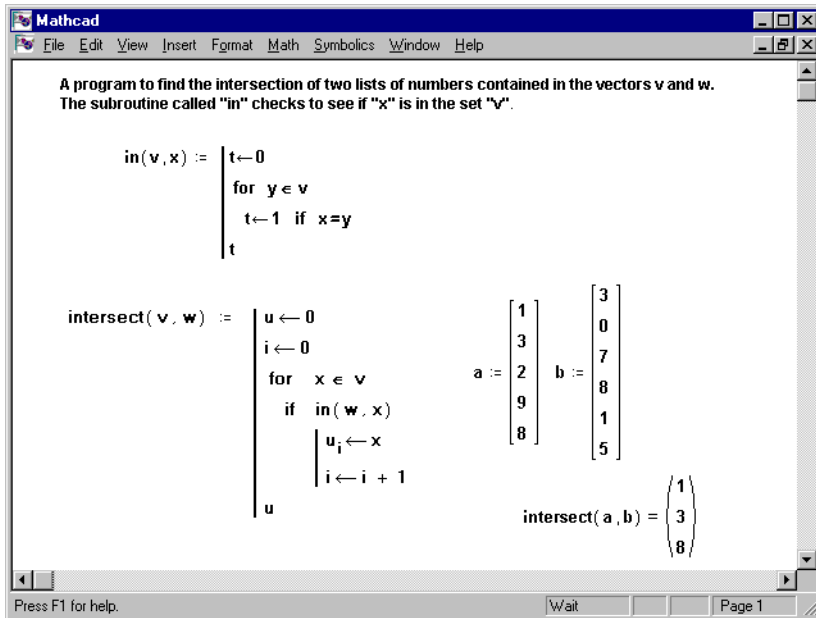 Mathcad
File Edit View Insert Format Math Symbolics Window Help
A program to find the intersection of two lists of numbers contained in the vectors v and w.
The subroutine called "in" checks to see if "x" is in the set "v".
in(v,x) := t←0
for y∈v
t←1 if x=y
t
intersect(v,w) := u←0
i←0
for x∈v
if in(w,x)
uᵢ←x
i←i + 1
u
a :=
1
3
2
9
8
b :=
3
0
7
8
1
5
intersect(a,b) =
1
3
8
Press F1 for help.
Wait
Page 1